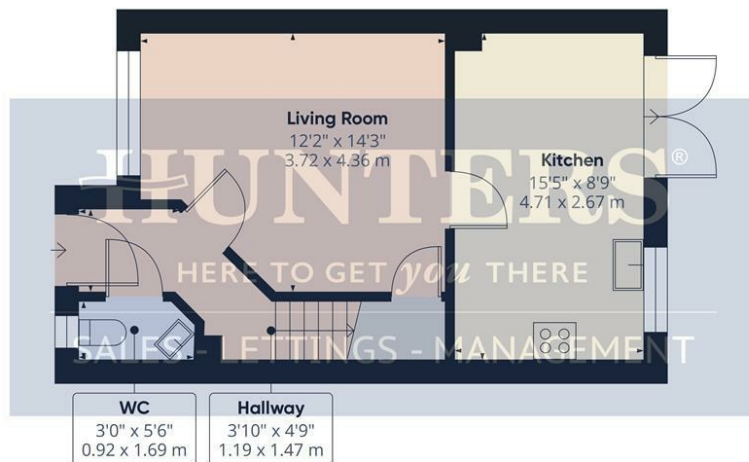 Living Room
12'2" x 14'3"
3.72 x 4.36 m
Kitchen
15'5" x 8'9"
4.71 x 2.67 m
HUNTERS®
HERE TO GET you THERE
SALES - LETTINGS - MANAGEMENT
WC
3'0" x 5'6"
0.92 x 1.69 m
Hallway
3'10" x 4'9"
1.19 x 1.47 m